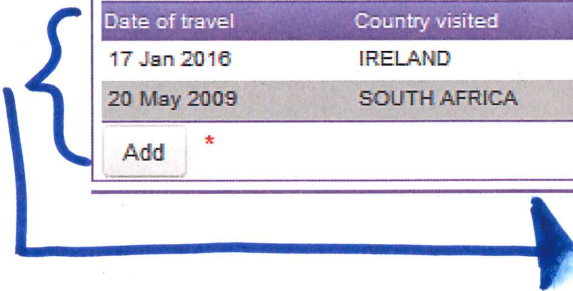 Date of travel Country visited
17 Jan 2016 IRELAND
20 May 2009 SOUTH AFRICA
Add *